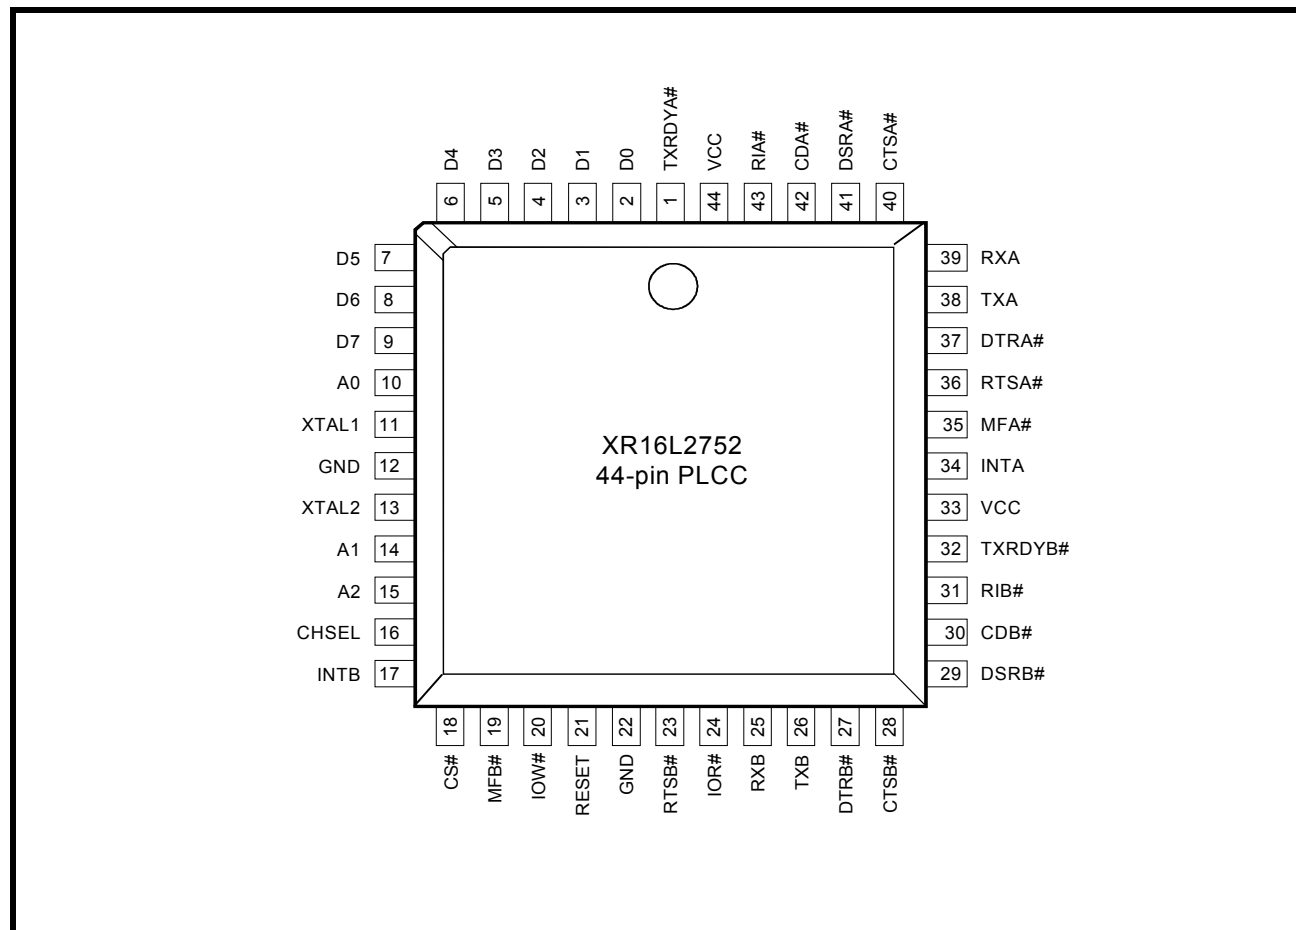 D4 D3 D2 D1 D0 TXRDYA# VCC RIA# CDA# DSRA# CTSA#
6 5 4 3 2 1 44 43 42 41 40
D5 7 39 RXA
D6 8 38 TXA
D7 9 37 DTRA#
A0 10 36 RTSA#
XTAL1 11 35 MFA#
XR16L2752
44-pin PLCC
GND 12 34 INTA
XTAL2 13 33 VCC
A1 14 32 TXRDYB#
A2 15 31 RIB#
CHSEL 16 30 CDB#
INTB 17 29 DSRB#
18 19 20 21 22 23 24 25 26 27 28
CS# MFB# IOW# RESET GND RTSB# IOR# RXB TXB DTRB# CTSB#